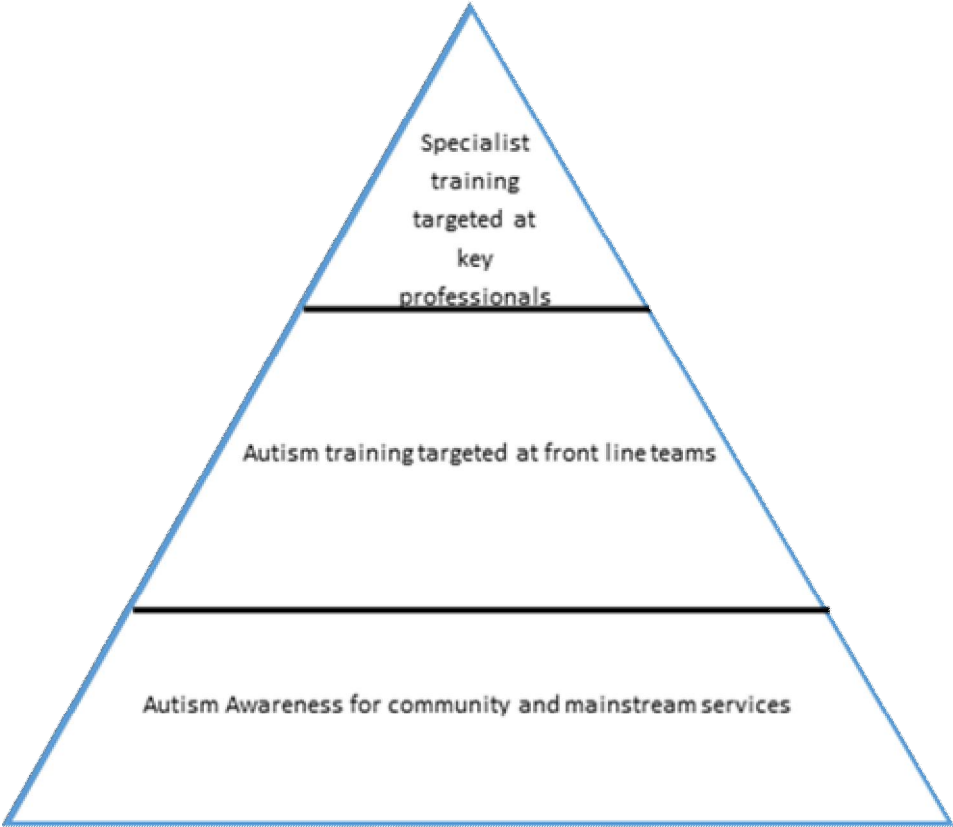 Specialist
training
targeted at
key
professionals
Autism training targeted at front line teams
Autism Awareness for community and mainstream services